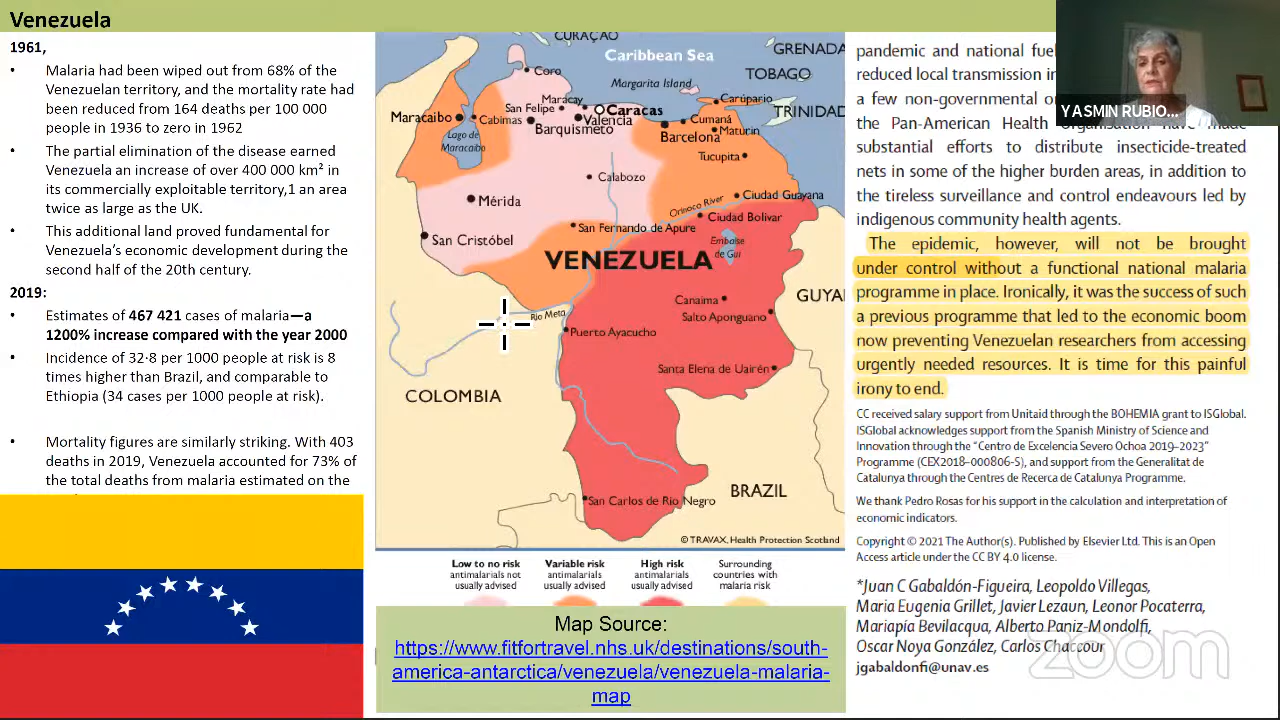 Venezuela
1961,
• Malaria had been wiped out from 68% of the
Venezuelan territory, and the mortality rate had
been reduced from 164 deaths per 100 000
people in 1936 to zero in 1962
• The partial elimination of the disease earned
Venezuela an increase of over 400 000 km² in
its commercially exploitable territory,1 an area
twice as large as the UK.
• This additional land proved fundamental for
Venezuela's economic development during the
second half of the 20th century.
2019:
• Estimates of 467 421 cases of malaria—a
1200% increase compared with the year 2000
• Incidence of 32·8 per 1000 people at risk is 8
times higher than Brazil, and comparable to
Ethiopia (34 cases per 1000 people at risk).
• Mortality figures are similarly striking. With 403
deaths in 2019, Venezuela accounted for 73% of
the total deaths from malaria estimated on the
CURAÇAO
Caribbean Sea
GRENADA
TOBAGO
Margarita Island
TRINIDAD
Coro
Maracay
Caracas
Carúpano
San Felipe
Maracaibo
Cabimas
Valencia
Cumaná
Barquisimeto
Barcelona
Maturin
Lago de
Maracaibo
Tucupita
Calabozo
Mérida
Ciudad Guayana
Orinoco River
Ciudad Bolivar
San Cristóbel
San Fernando de Apure
Embalse
de Gui
VENEZUELA
Canaima
GUYA
Rio Meta
Salto Aponguano
Puerto Ayacucho
Santa Elena de Uairén
COLOMBIA
BRAZIL
San Carlos de Rio Negro
© TRAVAX, Health Protection Scotland
Low to no risk
antimalarials not
usually advised
Variable risk
antimalarials
usually advised
High risk
antimalarials
usually advised
Surrounding
countries with
malaria risk
Map Source:
https://www.fitfortravel.nhs.uk/destinations/south-
america-antarctica/venezuela/venezuela-malaria-
map
pandemic and national fuel
reduced local transmission in
a few non-governmental or
the Pan-American Health Organisation have made
substantial efforts to distribute insecticide-treated
nets in some of the higher burden areas, in addition to
the tireless surveillance and control endeavours led by
indigenous community health agents.
The epidemic, however, will not be brought
under control without a functional national malaria
programme in place. Ironically, it was the success of such
a previous programme that led to the economic boom
now preventing Venezuelan researchers from accessing
urgently needed resources. It is time for this painful
irony to end.
CC received salary support from Unitaid through the BOHEMIA grant to ISGlobal.
ISGlobal acknowledges support from the Spanish Ministry of Science and
Innovation through the "Centro de Excelencia Severo Ochoa 2019–2023"
Programme (CEX2018-000806-S), and support from the Generalitat de
Catalunya through the Centres de Recerca de Catalunya Programme.
We thank Pedro Rosas for his support in the calculation and interpretation of
economic indicators.
Copyright © 2021 The Author(s). Published by Elsevier Ltd. This is an Open
Access article under the CC BY 4.0 license.
*Juan C Gabaldón-Figueira, Leopoldo Villegas,
Maria Eugenia Grillet, Javier Lezaun, Leonor Pocaterra,
Mariapia Bevilacqua, Alberto Paniz-Mondolfi,
Oscar Noya González, Carlos Chaccour
jgabaldonfi@unav.es
YASMIN RUBIO...
zoom